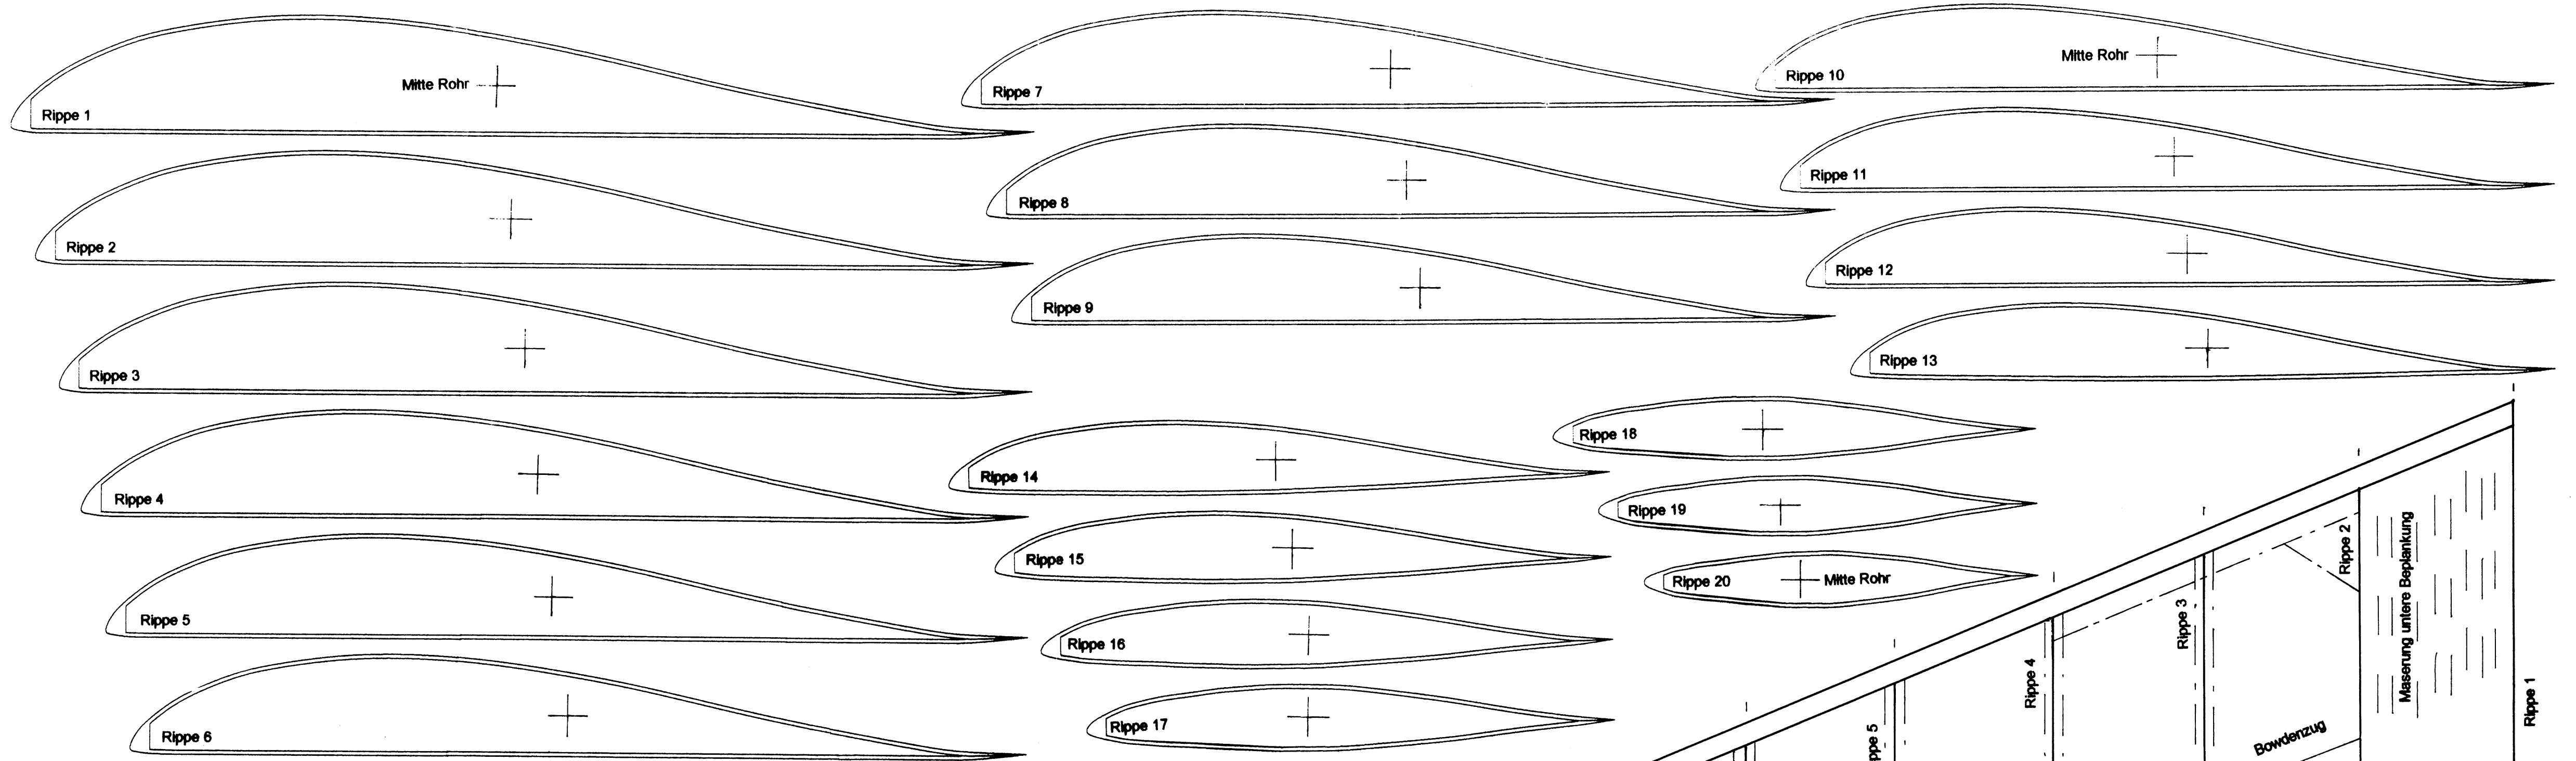 Mitte Rohr
Rippe 1
Rippe 2
Rippe 3
Rippe 4
Rippe 5
Rippe 6
Rippe 7
Rippe 8
Rippe 9
Mitte Rohr
Rippe 10
Rippe 11
Rippe 12
Rippe 13
Rippe 14
Rippe 15
Rippe 16
Rippe 17
Rippe 18
Rippe 19
Rippe 20
Mitte Rohr
ppe 5
Rippe 4
Rippe 3
Rippe 2
Maserung untere Beplankung
Rippe 1
Bowdenzug